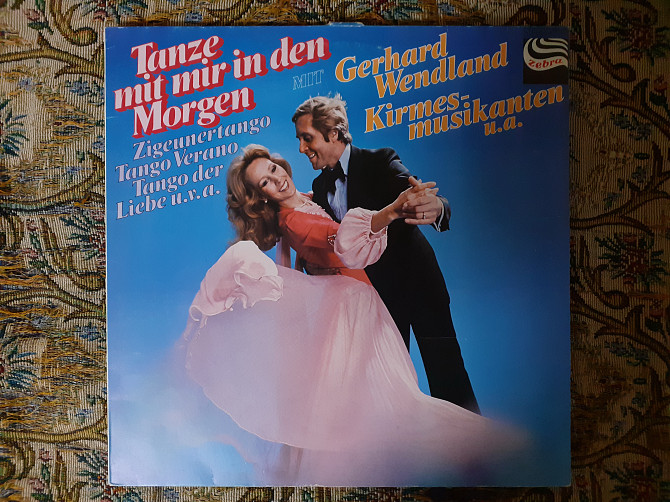 Tanze
mit mir in den
Morgen
MIT
Gerhard
Wendland
Kirmes-
musikanten
u.a.
Zigeunertango
Tango Verano
Tango der
Liebe u.v.a.
zebra